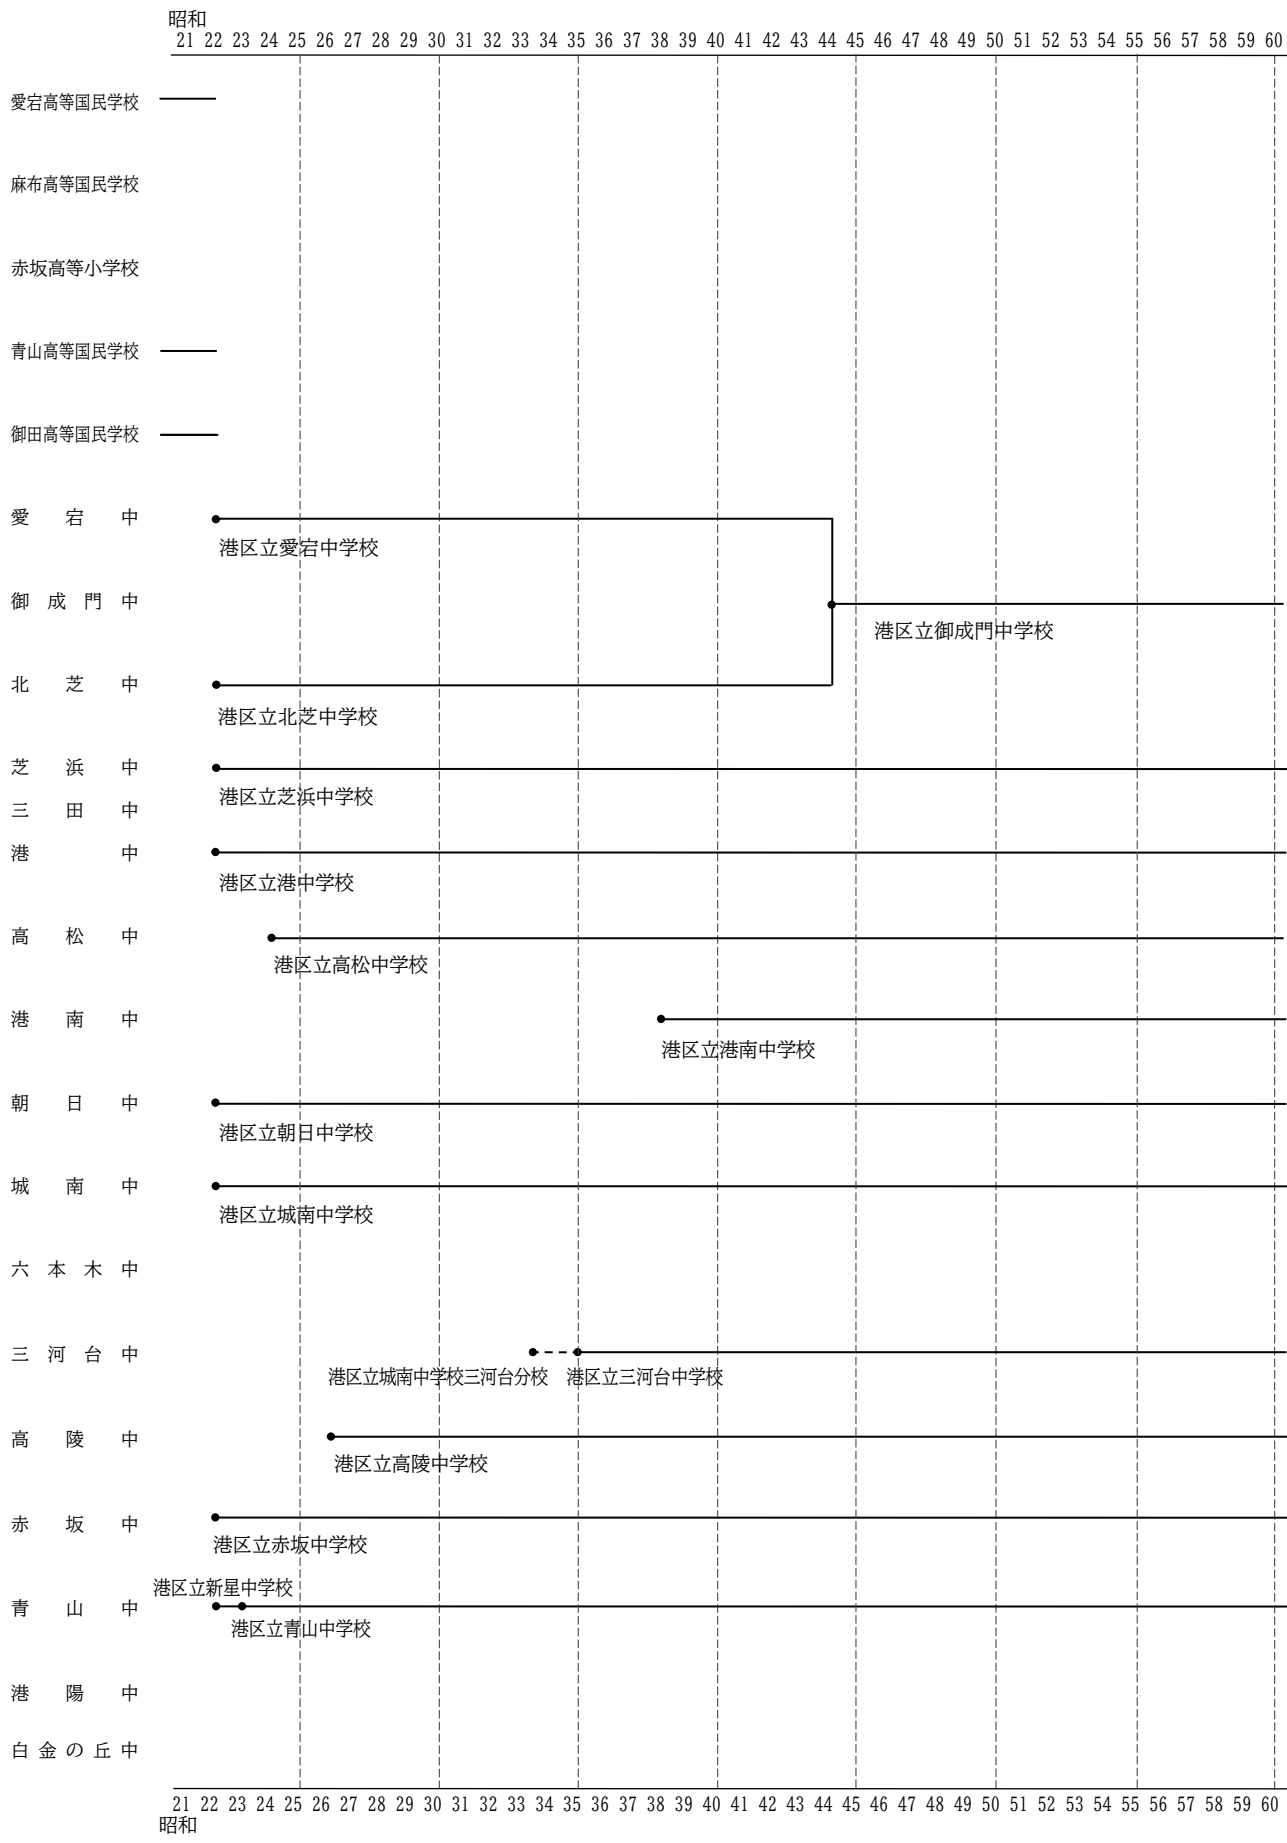 昭和
21 22 23 24 25 26 27 28 29 30 31 32 33 34 35 36 37 38 39 40 41 42 43 44 45 46 47 48 49 50 51 52 53 54 55 56 57 58 59 60
愛宕高等国民学校
麻布高等国民学校
赤坂高等小学校
青山高等国民学校
御田高等国民学校
愛宕中
港区立愛宕中学校
御成門中
港区立御成門中学校
北芝中
港区立北芝中学校
芝浜中
港区立芝浜中学校
三田中
港中
港区立港中学校
高松中
港区立高松中学校
港南中
港区立港南中学校
朝日中
港区立朝日中学校
城南中
港区立城南中学校
六本木中
三河台中
港区立城南中学校三河台分校 港区立三河台中学校
高陵中
港区立高陵中学校
赤坂中
港区立赤坂中学校
港区立新星中学校
青山中
港区立青山中学校
港陽中
白金の丘中
21 22 23 24 25 26 27 28 29 30 31 32 33 34 35 36 37 38 39 40 41 42 43 44 45 46 47 48 49 50 51 52 53 54 55 56 57 58 59 60
昭和